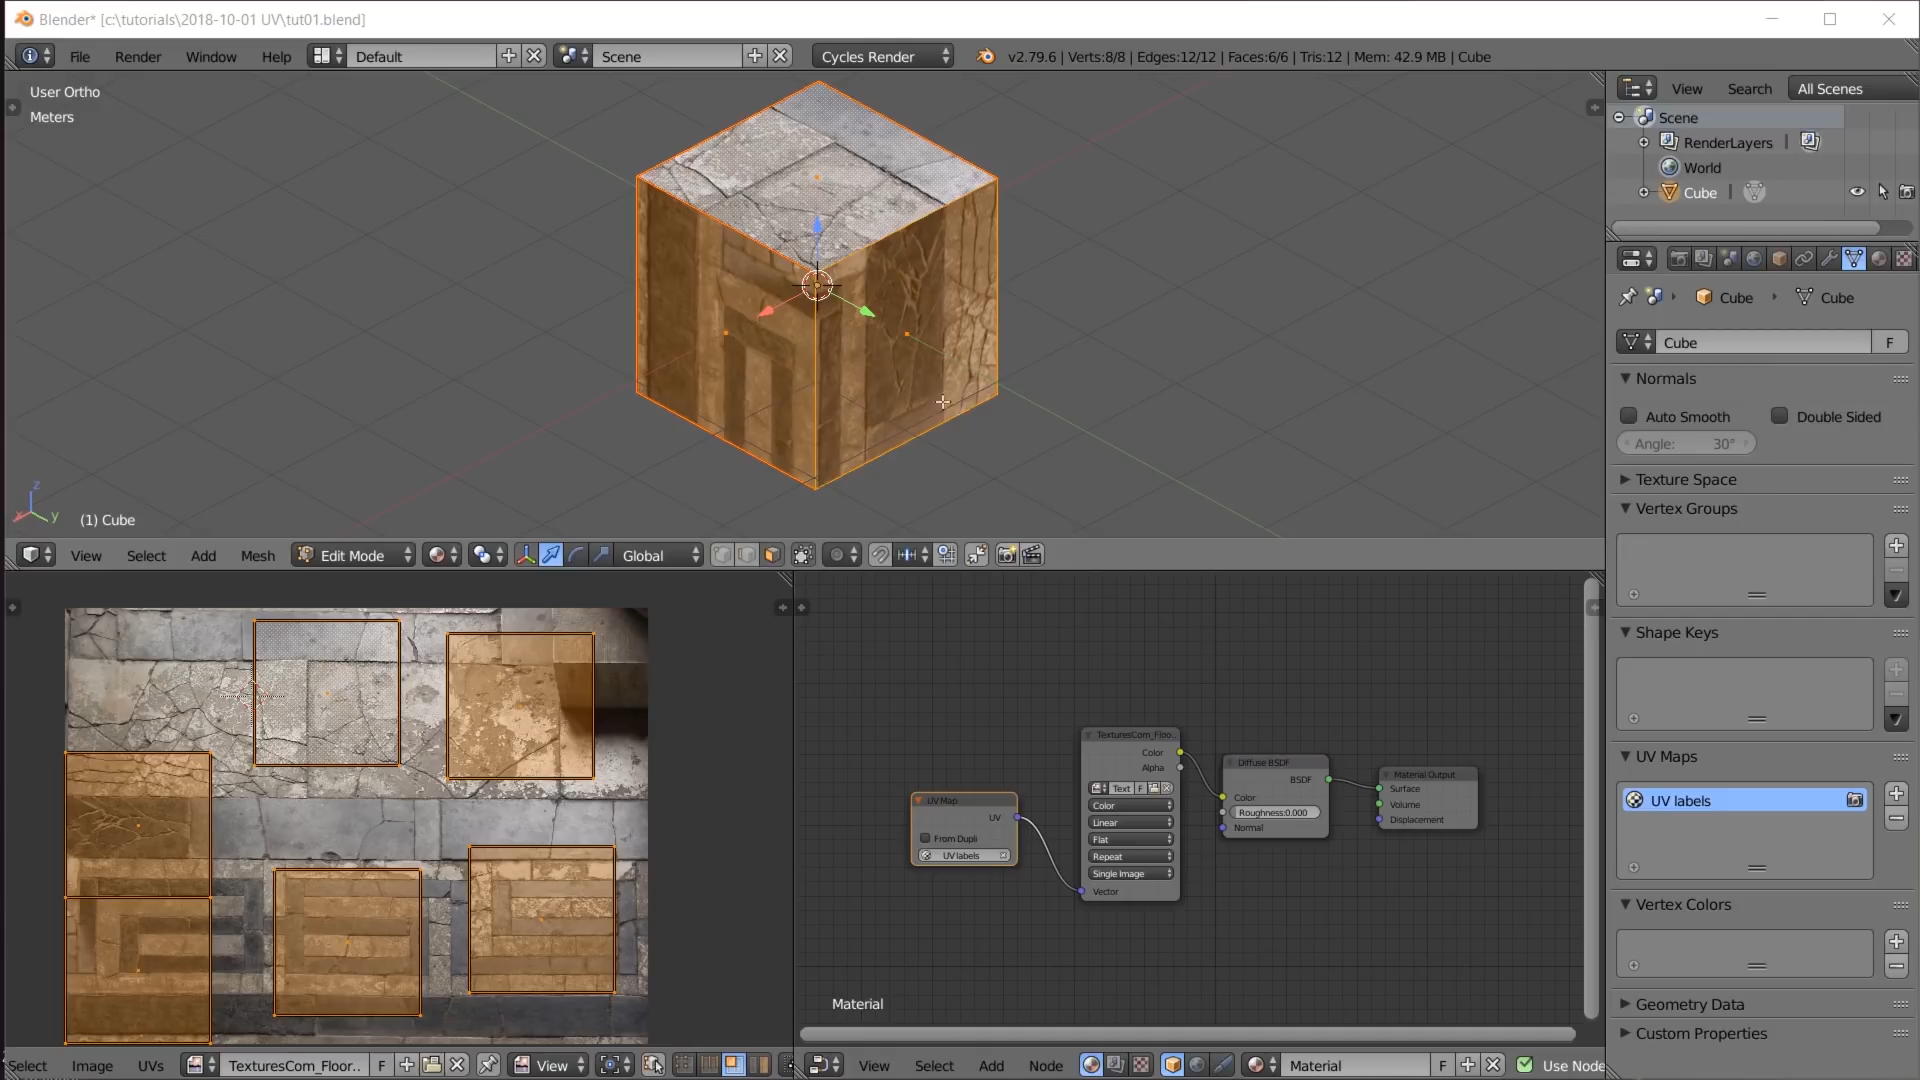 Blender* [c:\tutorials\2018-10-01 UV\tut01.blend]
File Render Window Help Default Scene Cycles Render v2.79.6 | Verts:8/8 | Edges:12/12 | Faces:6/6 | Tris:12 | Mem: 42.9 MB | Cube
User Ortho
Meters
z
x y
(1) Cube
View Select Add Mesh Edit Mode Global
View Search All Scenes
Scene
RenderLayers |
World
Cube |
Cube Cube
Cube F
Normals
Auto Smooth Double Sided
Angle: 30°
Texture Space
Vertex Groups
Shape Keys
UV Maps
UV labels
Vertex Colors
Geometry Data
Custom Properties
UV Map
UV
From Dupli
UV labels
TexturesCom_Floo..
Color
Alpha
Text F
Color
Linear
Flat
Repeat
Single Image
Vector
Diffuse BSDF
BSDF
Color
Roughness:0.000
Normal
Material Output
Surface
Volume
Displacement
Material
Select Image UVs TexturesCom_Floor.. F View
View Select Add Node Material F Use Node